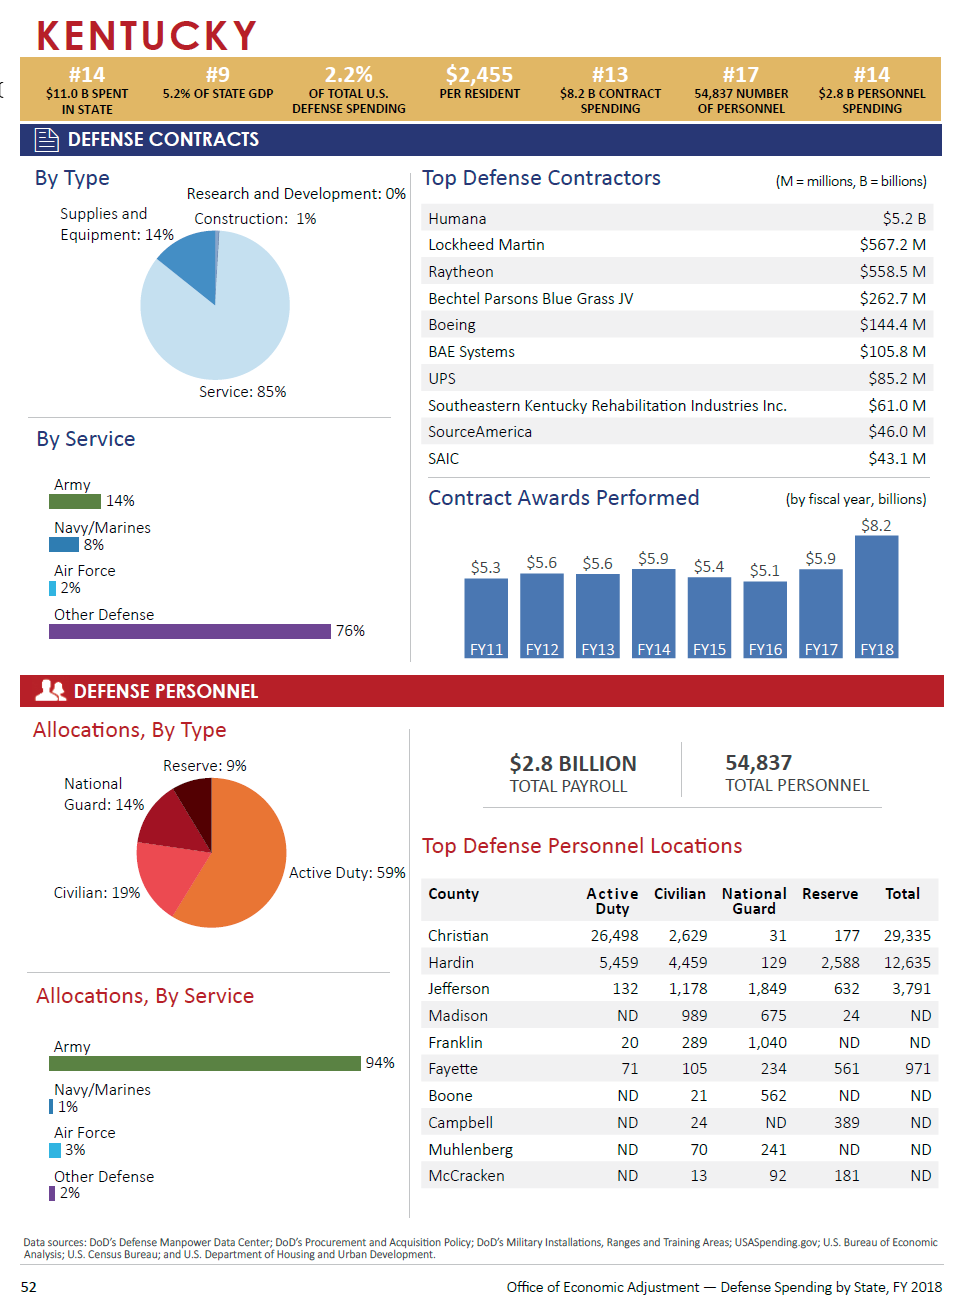 KENTUCKY
#14
$11.0 B SPENT
IN STATE
#9
5.2% OF STATE GDP
2.2%
OF TOTAL U.S.
DEFENSE SPENDING
$2,455
PER RESIDENT
#13
$8.2 B CONTRACT
SPENDING
#17
54,837 NUMBER
OF PERSONNEL
#14
$2.8 B PERSONNEL
SPENDING
DEFENSE CONTRACTS
By Type
Research and Development: 0%
Supplies and
Equipment: 14%
Construction: 1%
Service: 85%
By Service
Army
14%
Navy/Marines
8%
Air Force
2%
Other Defense
76%
Top Defense Contractors (M = millions, B = billions)
Humana $5.2 B
Lockheed Martin $567.2 M
Raytheon $558.5 M
Bechtel Parsons Blue Grass JV $262.7 M
Boeing $144.4 M
BAE Systems $105.8 M
UPS $85.2 M
Southeastern Kentucky Rehabilitation Industries Inc. $61.0 M
SourceAmerica $46.0 M
SAIC $43.1 M
Contract Awards Performed (by fiscal year, billions)
$5.3 $5.6 $5.6 $5.9 $5.4 $5.1 $5.9 $8.2
FY11 FY12 FY13 FY14 FY15 FY16 FY17 FY18
DEFENSE PERSONNEL
Allocations, By Type
Reserve: 9%
National
Guard: 14%
Active Duty: 59%
Civilian: 19%
Allocations, By Service
Army
94%
Navy/Marines
1%
Air Force
3%
Other Defense
2%
$2.8 BILLION
TOTAL PAYROLL
54,837
TOTAL PERSONNEL
Top Defense Personnel Locations
County Active Duty Civilian National Guard Reserve Total
Christian 26,498 2,629 31 177 29,335
Hardin 5,459 4,459 129 2,588 12,635
Jefferson 132 1,178 1,849 632 3,791
Madison ND 989 675 24 ND
Franklin 20 289 1,040 ND ND
Fayette 71 105 234 561 971
Boone ND 21 562 ND ND
Campbell ND 24 ND 389 ND
Muhlenberg ND 70 241 ND ND
McCracken ND 13 92 181 ND
Data sources: DoD's Defense Manpower Data Center; DoD's Procurement and Acquisition Policy; DoD's Military Installations, Ranges and Training Areas; USASpending.gov; U.S. Bureau of Economic
Analysis; U.S. Census Bureau; and U.S. Department of Housing and Urban Development.
52 Office of Economic Adjustment — Defense Spending by State, FY 2018